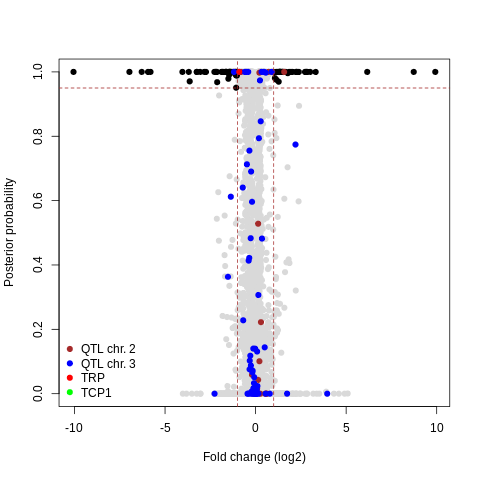 1.0
0.8
0.6
0.4
0.2
0.0
Posterior probability
QTL chr. 2
QTL chr. 3
TRP
TCP1
-10
-5
0
5
10
Fold change (log2)